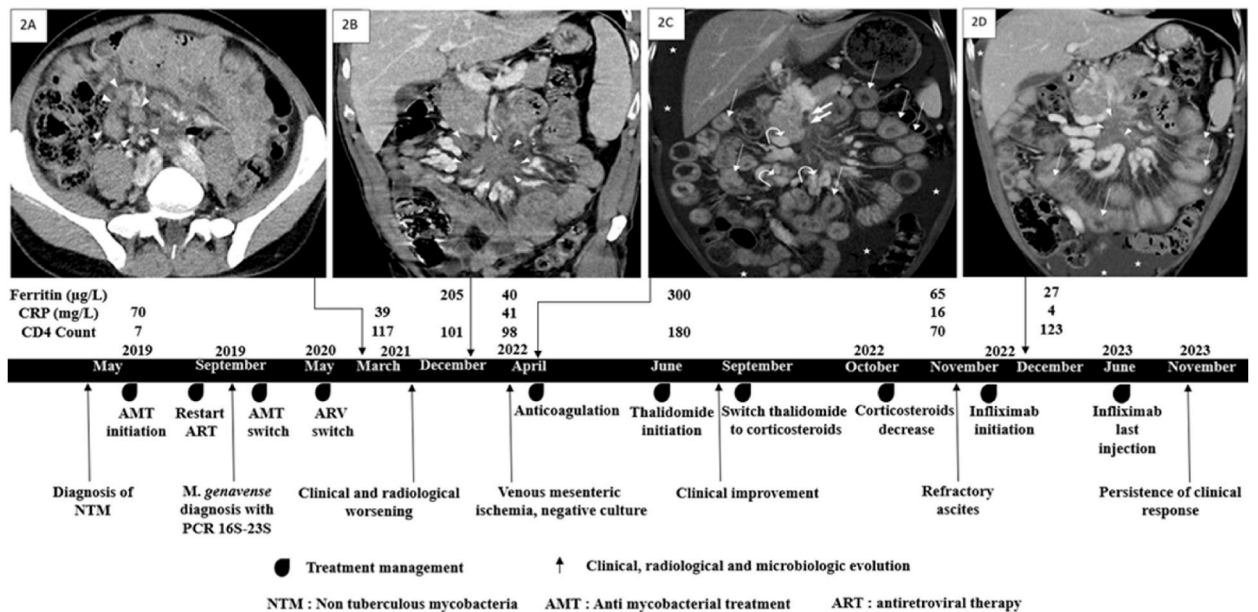 2A
2B
2C
2D
Ferritin (µg/L) 205 40 300 65 27
CRP (mg/L) 70 39 41 16 4
CD4 Count 7 117 101 98 180 70 123
2019 2019 2020 2021 2022 2022 2022 2023 2023
May September May March December April June September October November December June November
AMT
initiation
Restart
ART
AMT
switch
ARV
switch
Anticoagulation
Thalidomide
initiation
Switch thalidomide
to corticosteroids
Corticosteroids
decrease
Infliximab
initiation
Infliximab
last
injection
Diagnosis of
NTM
M. genavense
diagnosis with
PCR 16S-23S
Clinical and radiological
worsening
Venous mesenteric
ischemia, negative culture
Clinical improvement
Refractory
ascites
Persistence of clinical
response
Treatment management
Clinical, radiological and microbiologic evolution
NTM : Non tuberculous mycobacteria AMT : Anti mycobacterial treatment ART : antiretroviral therapy